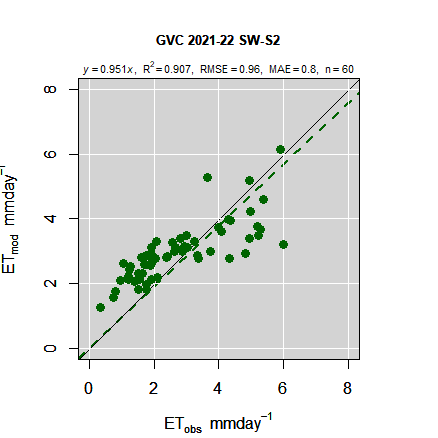 GVC 2021-22 SW-S2
y = 0.951x, R² = 0.907, RMSE = 0.96, MAE = 0.8, n = 60
8
6
4
2
0
ETmod mmday⁻¹
0 2 4 6 8
ETobs mmday⁻¹